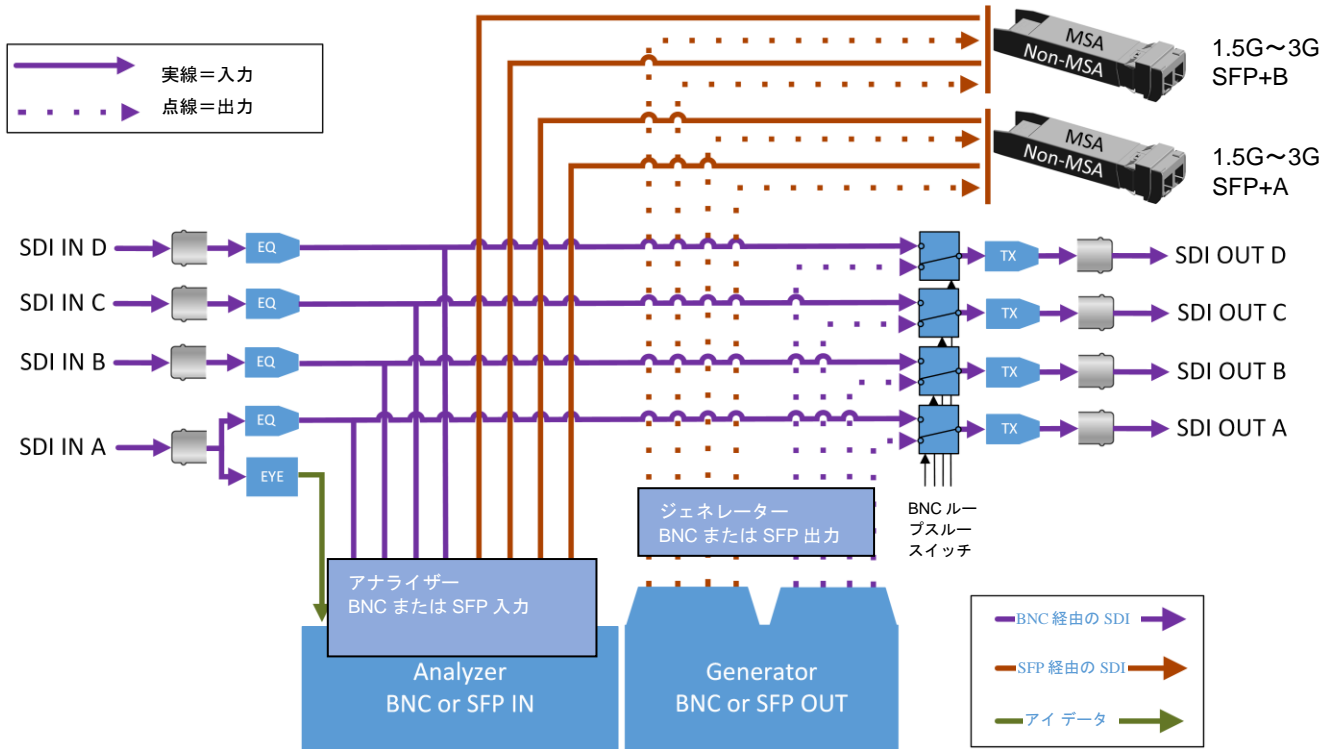 実線＝入力
点線＝出力
MSA
Non-MSA
1.5G～3G
SFP+B
MSA
Non-MSA
1.5G～3G
SFP+A
SDI IN D
EQ
TX
SDI OUT D
SDI IN C
EQ
TX
SDI OUT C
SDI IN B
EQ
TX
SDI OUT B
SDI IN A
EQ
EYE
TX
SDI OUT A
BNC ルー
プスルー
スイッチ
ジェネレーター
BNC または SFP 出力
アナライザー
BNC または SFP 入力
Analyzer
BNC or SFP IN
Generator
BNC or SFP OUT
BNC 経由の SDI
SFP 経由の SDI
アイ データ